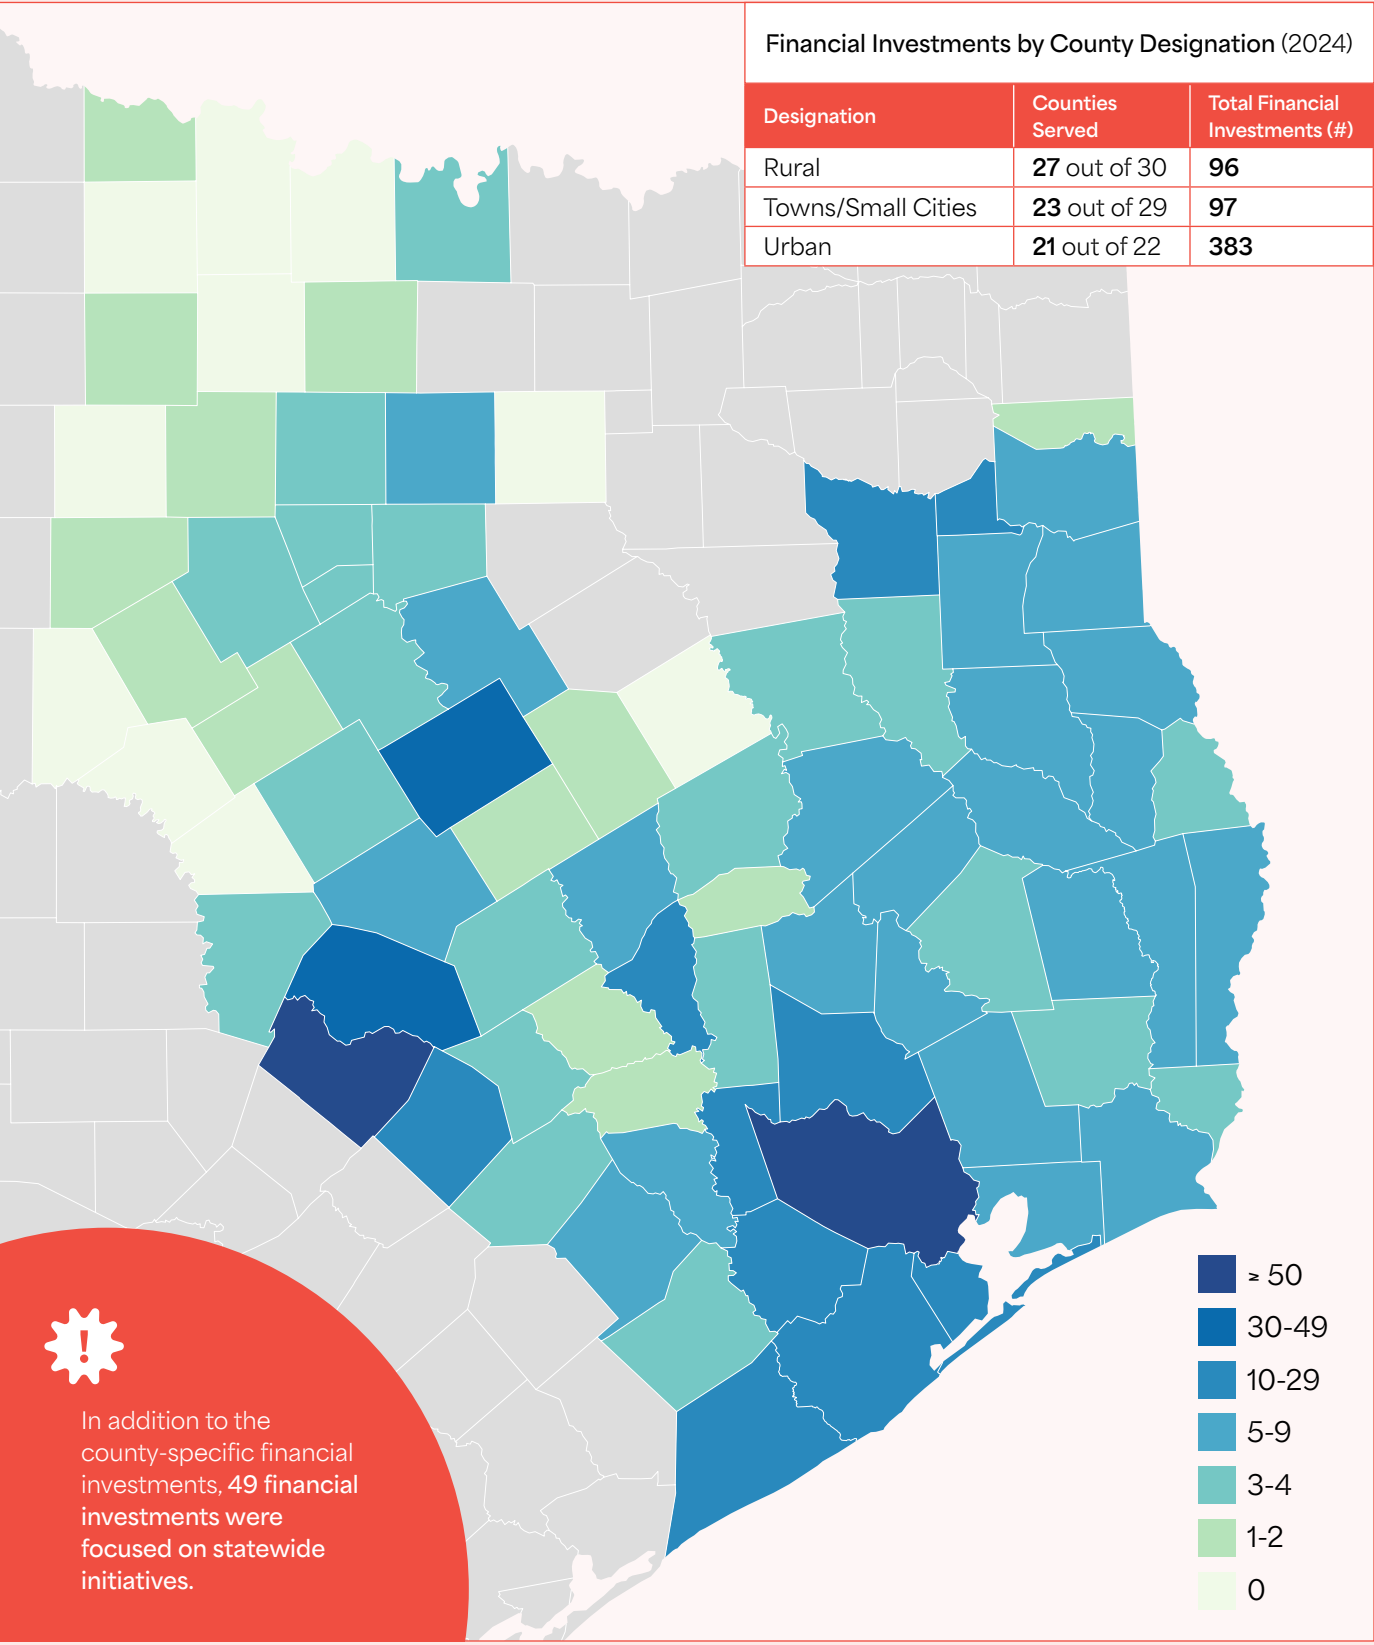 Financial Investments by County Designation (2024)
Designation
Counties
Served
Total Financial
Investments (#)
Rural
27 out of 30
96
Towns/Small Cities
23 out of 29
97
Urban
21 out of 22
383
≥ 50
30-49
10-29
5-9
3-4
1-2
0
!
In addition to the
county-specific financial
investments, 49 financial
investments were
focused on statewide
initiatives.